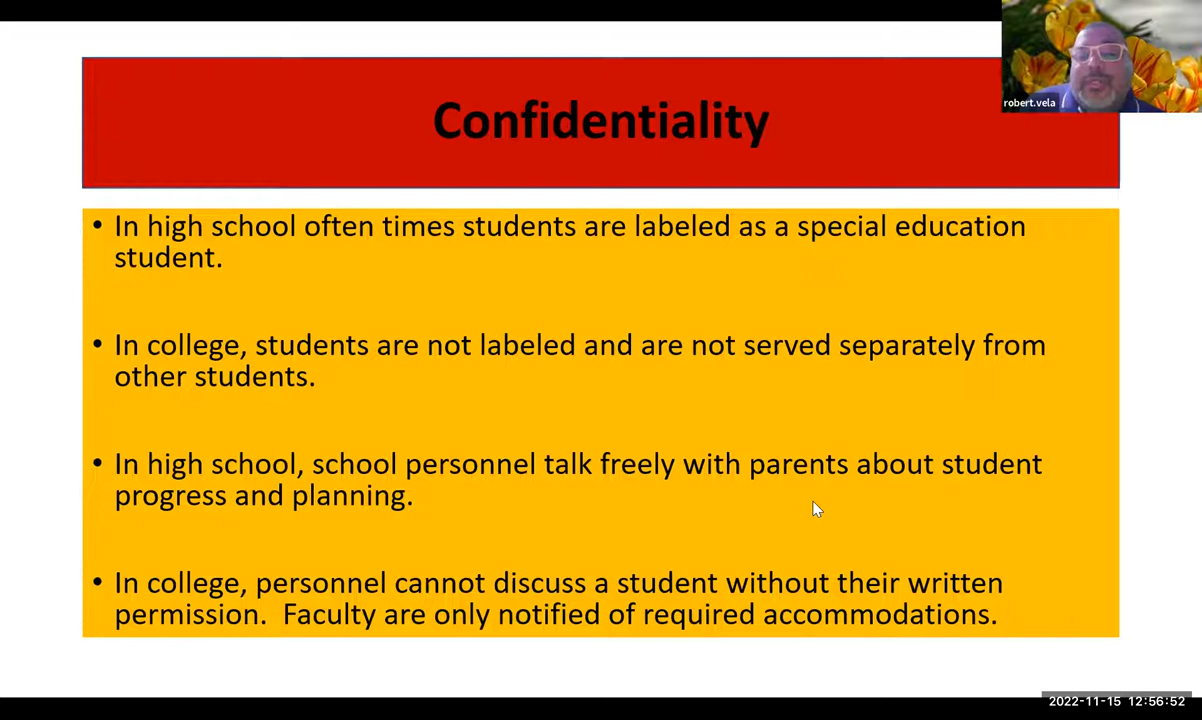 Confidentiality
robert.vela
• In high school often times students are labeled as a special education
student.
• In college, students are not labeled and are not served separately from
other students.
• In high school, school personnel talk freely with parents about student
progress and planning.
• In college, personnel cannot discuss a student without their written
permission.  Faculty are only notified of required accommodations.
2022-11-15 12:56:52